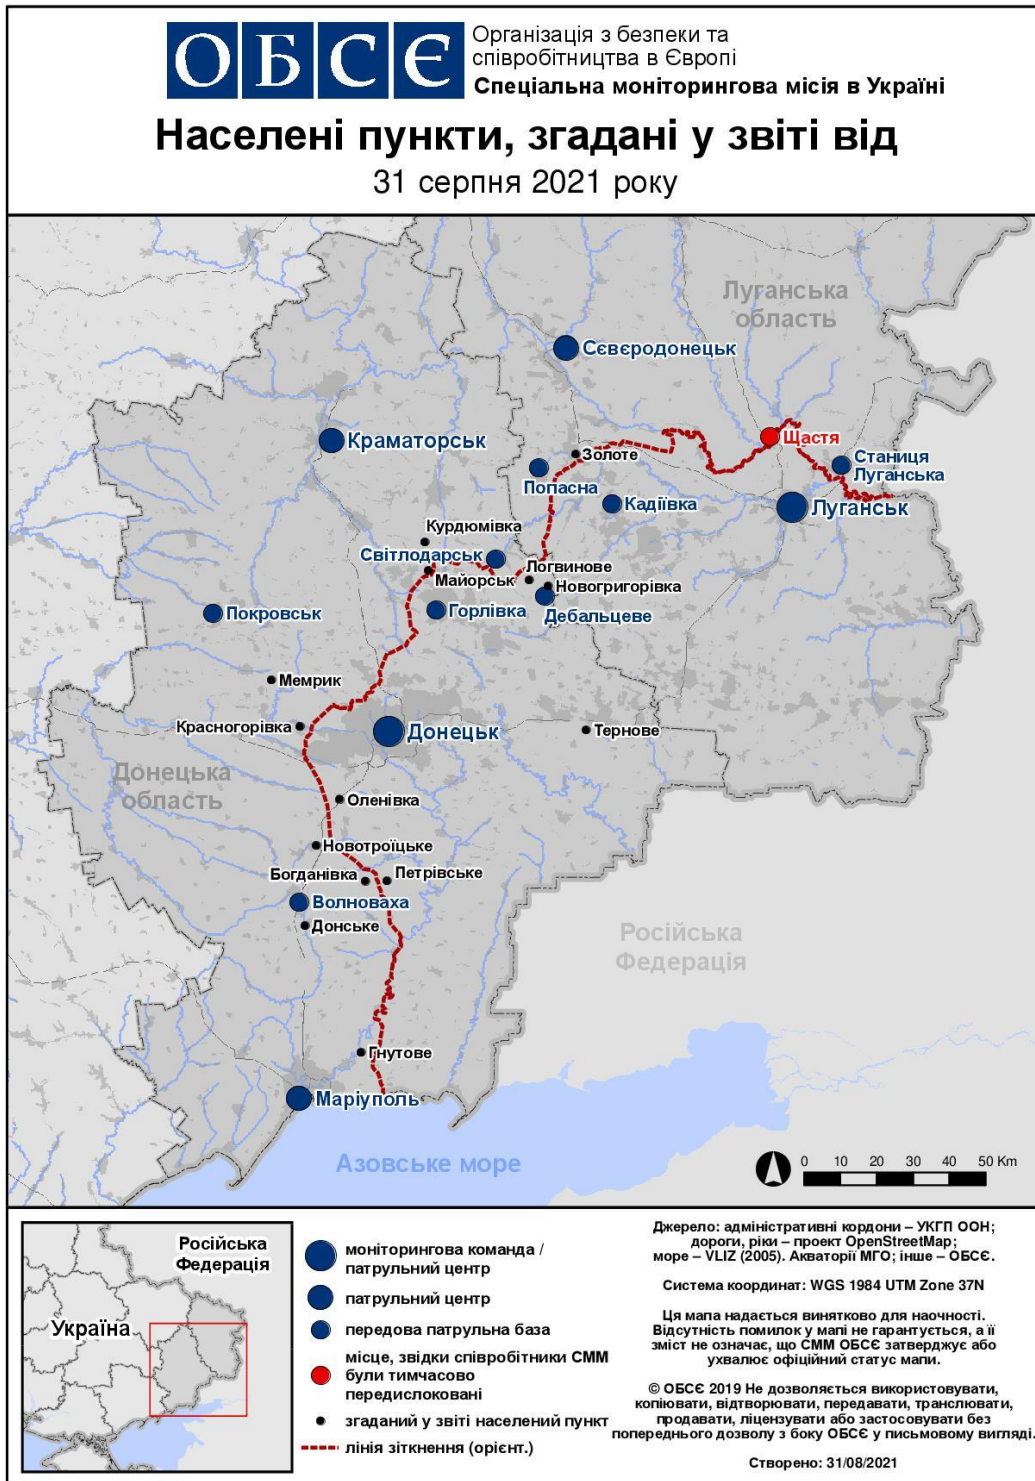 ОБСЄ
Організація з безпеки та
співробітництва в Європі
Спеціальна моніторингова місія в Україні
Населені пункти, згадані у звіті від
31 серпня 2021 року
Луганська
область
Сєвєродонецьк
Краматорськ
Щастя
Золоте
Станиця
Луганська
Попасна
Кадіївка
Луганськ
Курдюмівка
Світлодарськ
Логвинове
Майорськ
Новогригорівка
Дебальцеве
Горлівка
Покровськ
Мемрик
Красногорівка
Донецьк
Тернове
Донецька
область
Оленівка
Новотроїцьке
Богданівка
Петрівське
Волноваха
Донське
Російська
Федерація
Гнутове
Маріуполь
Азовське море
0 10 20 30 40 50 Km
Російська
Федерація
Україна
моніторингова команда /
патрульний центр
патрульний центр
передова патрульна база
місце, звідки співробітники СММ
були тимчасово
передислоковані
згаданий у звіті населений пункт
лінія зіткнення (орієнт.)
Джерело: адміністративні кордони – УКГП ООН;
дороги, ріки – проект OpenStreetMap;
море – VLIZ (2005). Акваторії МГО; інше – ОБСЄ.
Система координат: WGS 1984 UTM Zone 37N
Ця мапа надається винятково для наочності.
Відсутність помилок у мапі не гарантується, а її
зміст не означає, що СММ ОБСЄ затверджує або
ухвалює офіційний статус мапи.
© ОБСЄ 2019 Не дозволяється використовувати,
копіювати, відтворювати, передавати, транслювати,
продавати, ліцензувати або застосовувати без
попереднього дозволу з боку ОБСЄ у письмовому вигляді.
Створено: 31/08/2021